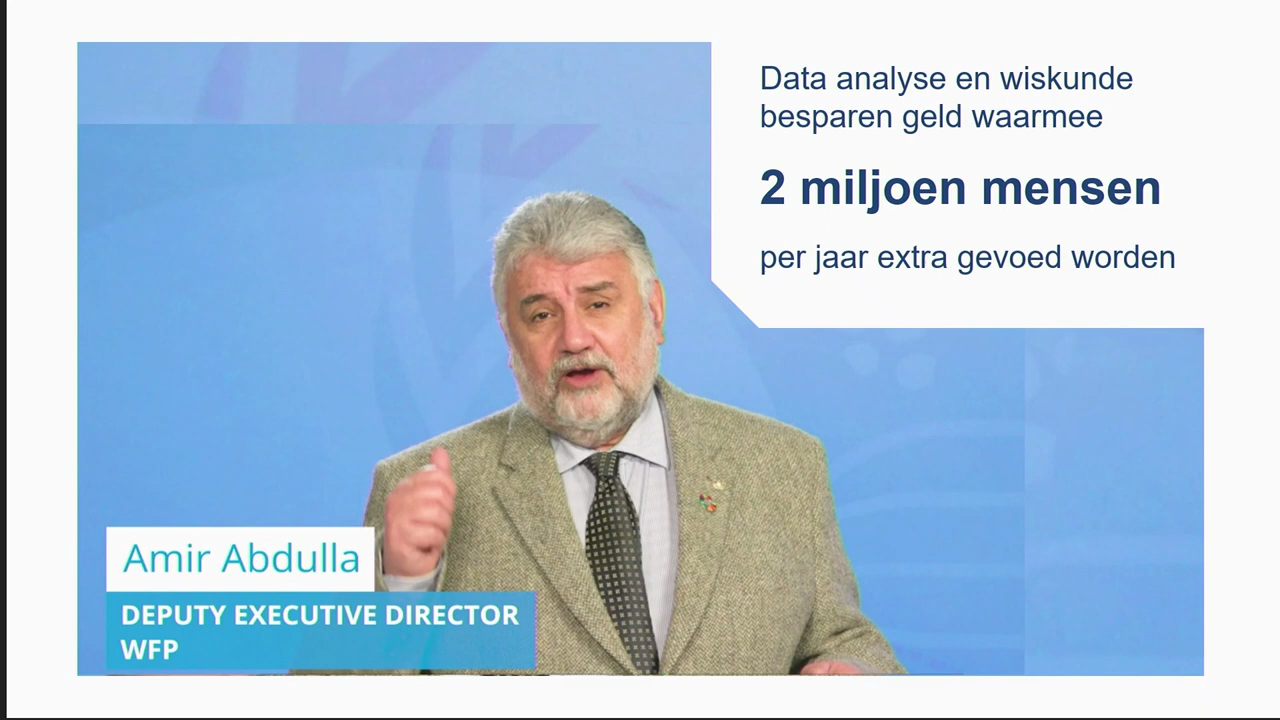 Data analyse en wiskunde
besparen geld waarmee
2 miljoen mensen
per jaar extra gevoed worden
Amir Abdulla
DEPUTY EXECUTIVE DIRECTOR
WFP